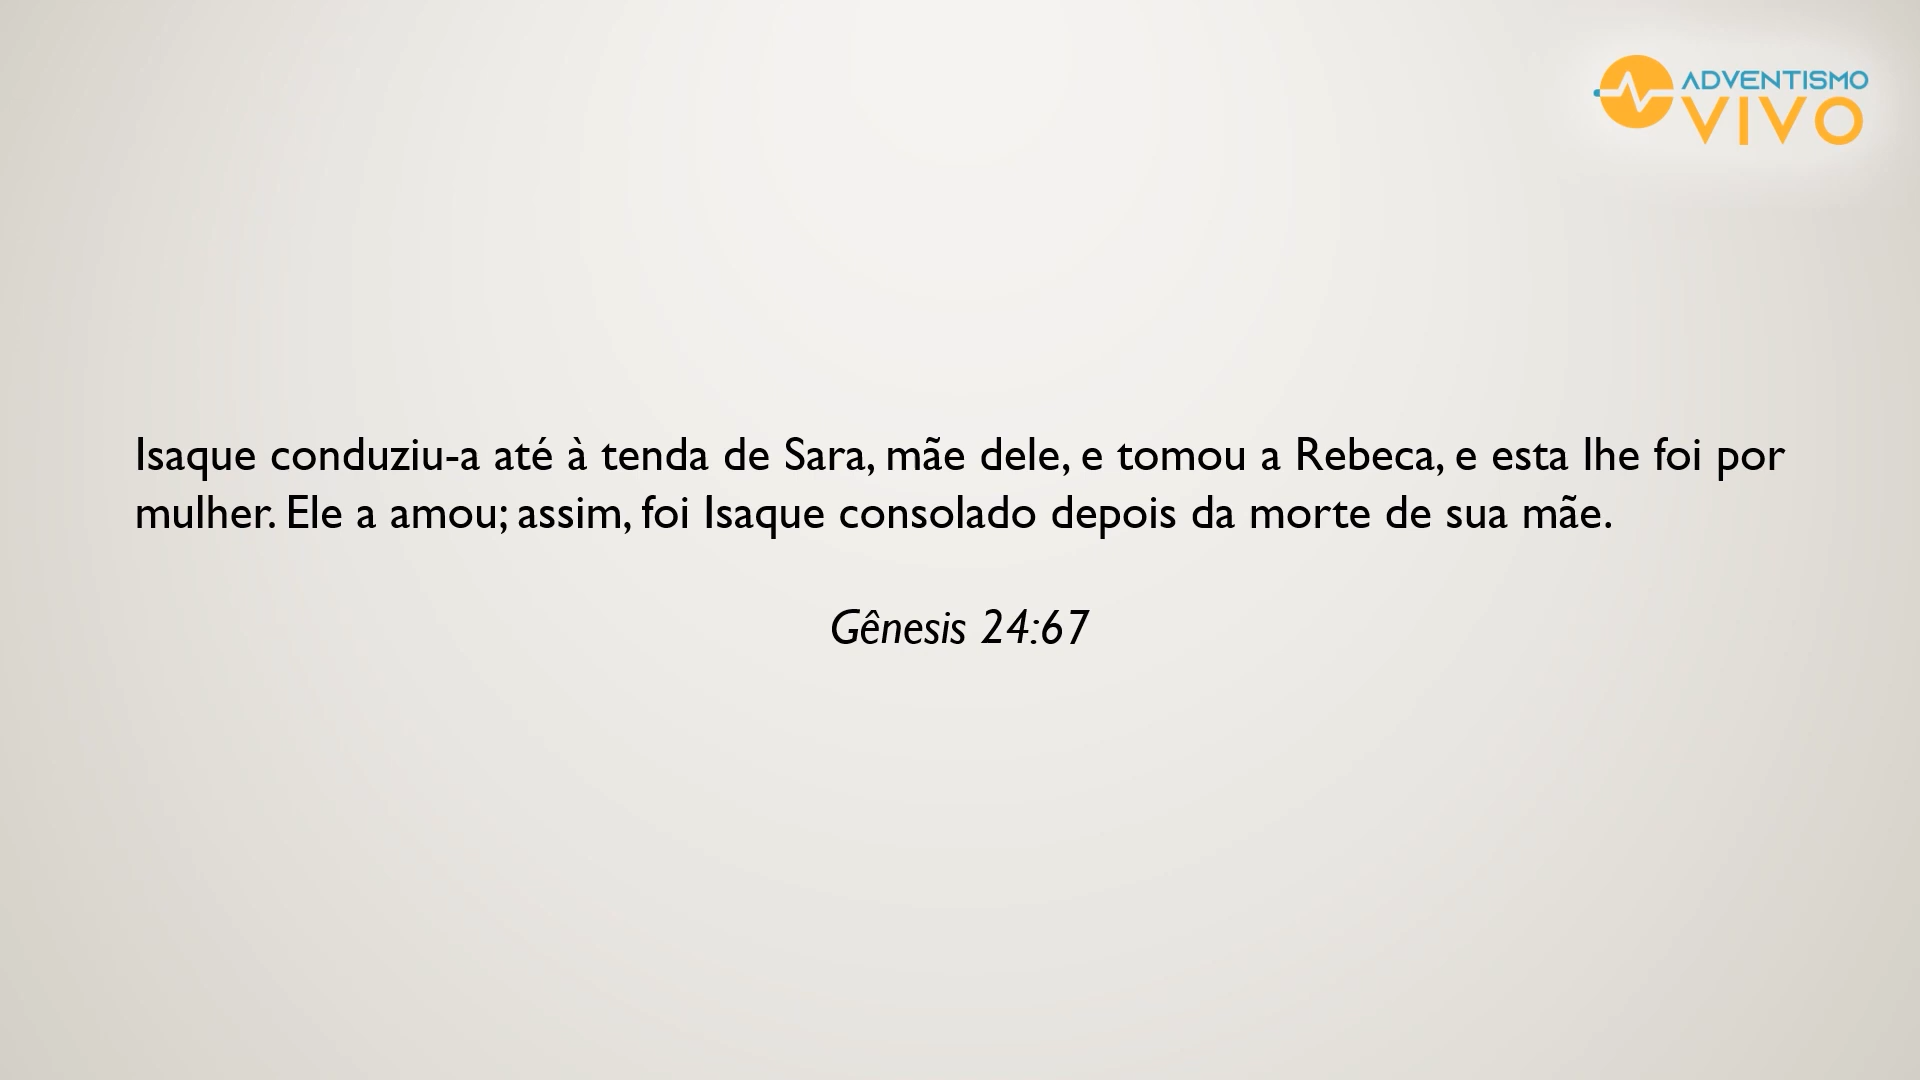 ADVENTISMO
VIVO
Isaque conduziu-a até à tenda de Sara, mãe dele, e tomou a Rebeca, e esta lhe foi por
mulher. Ele a amou; assim, foi Isaque consolado depois da morte de sua mãe.
Gênesis 24:67